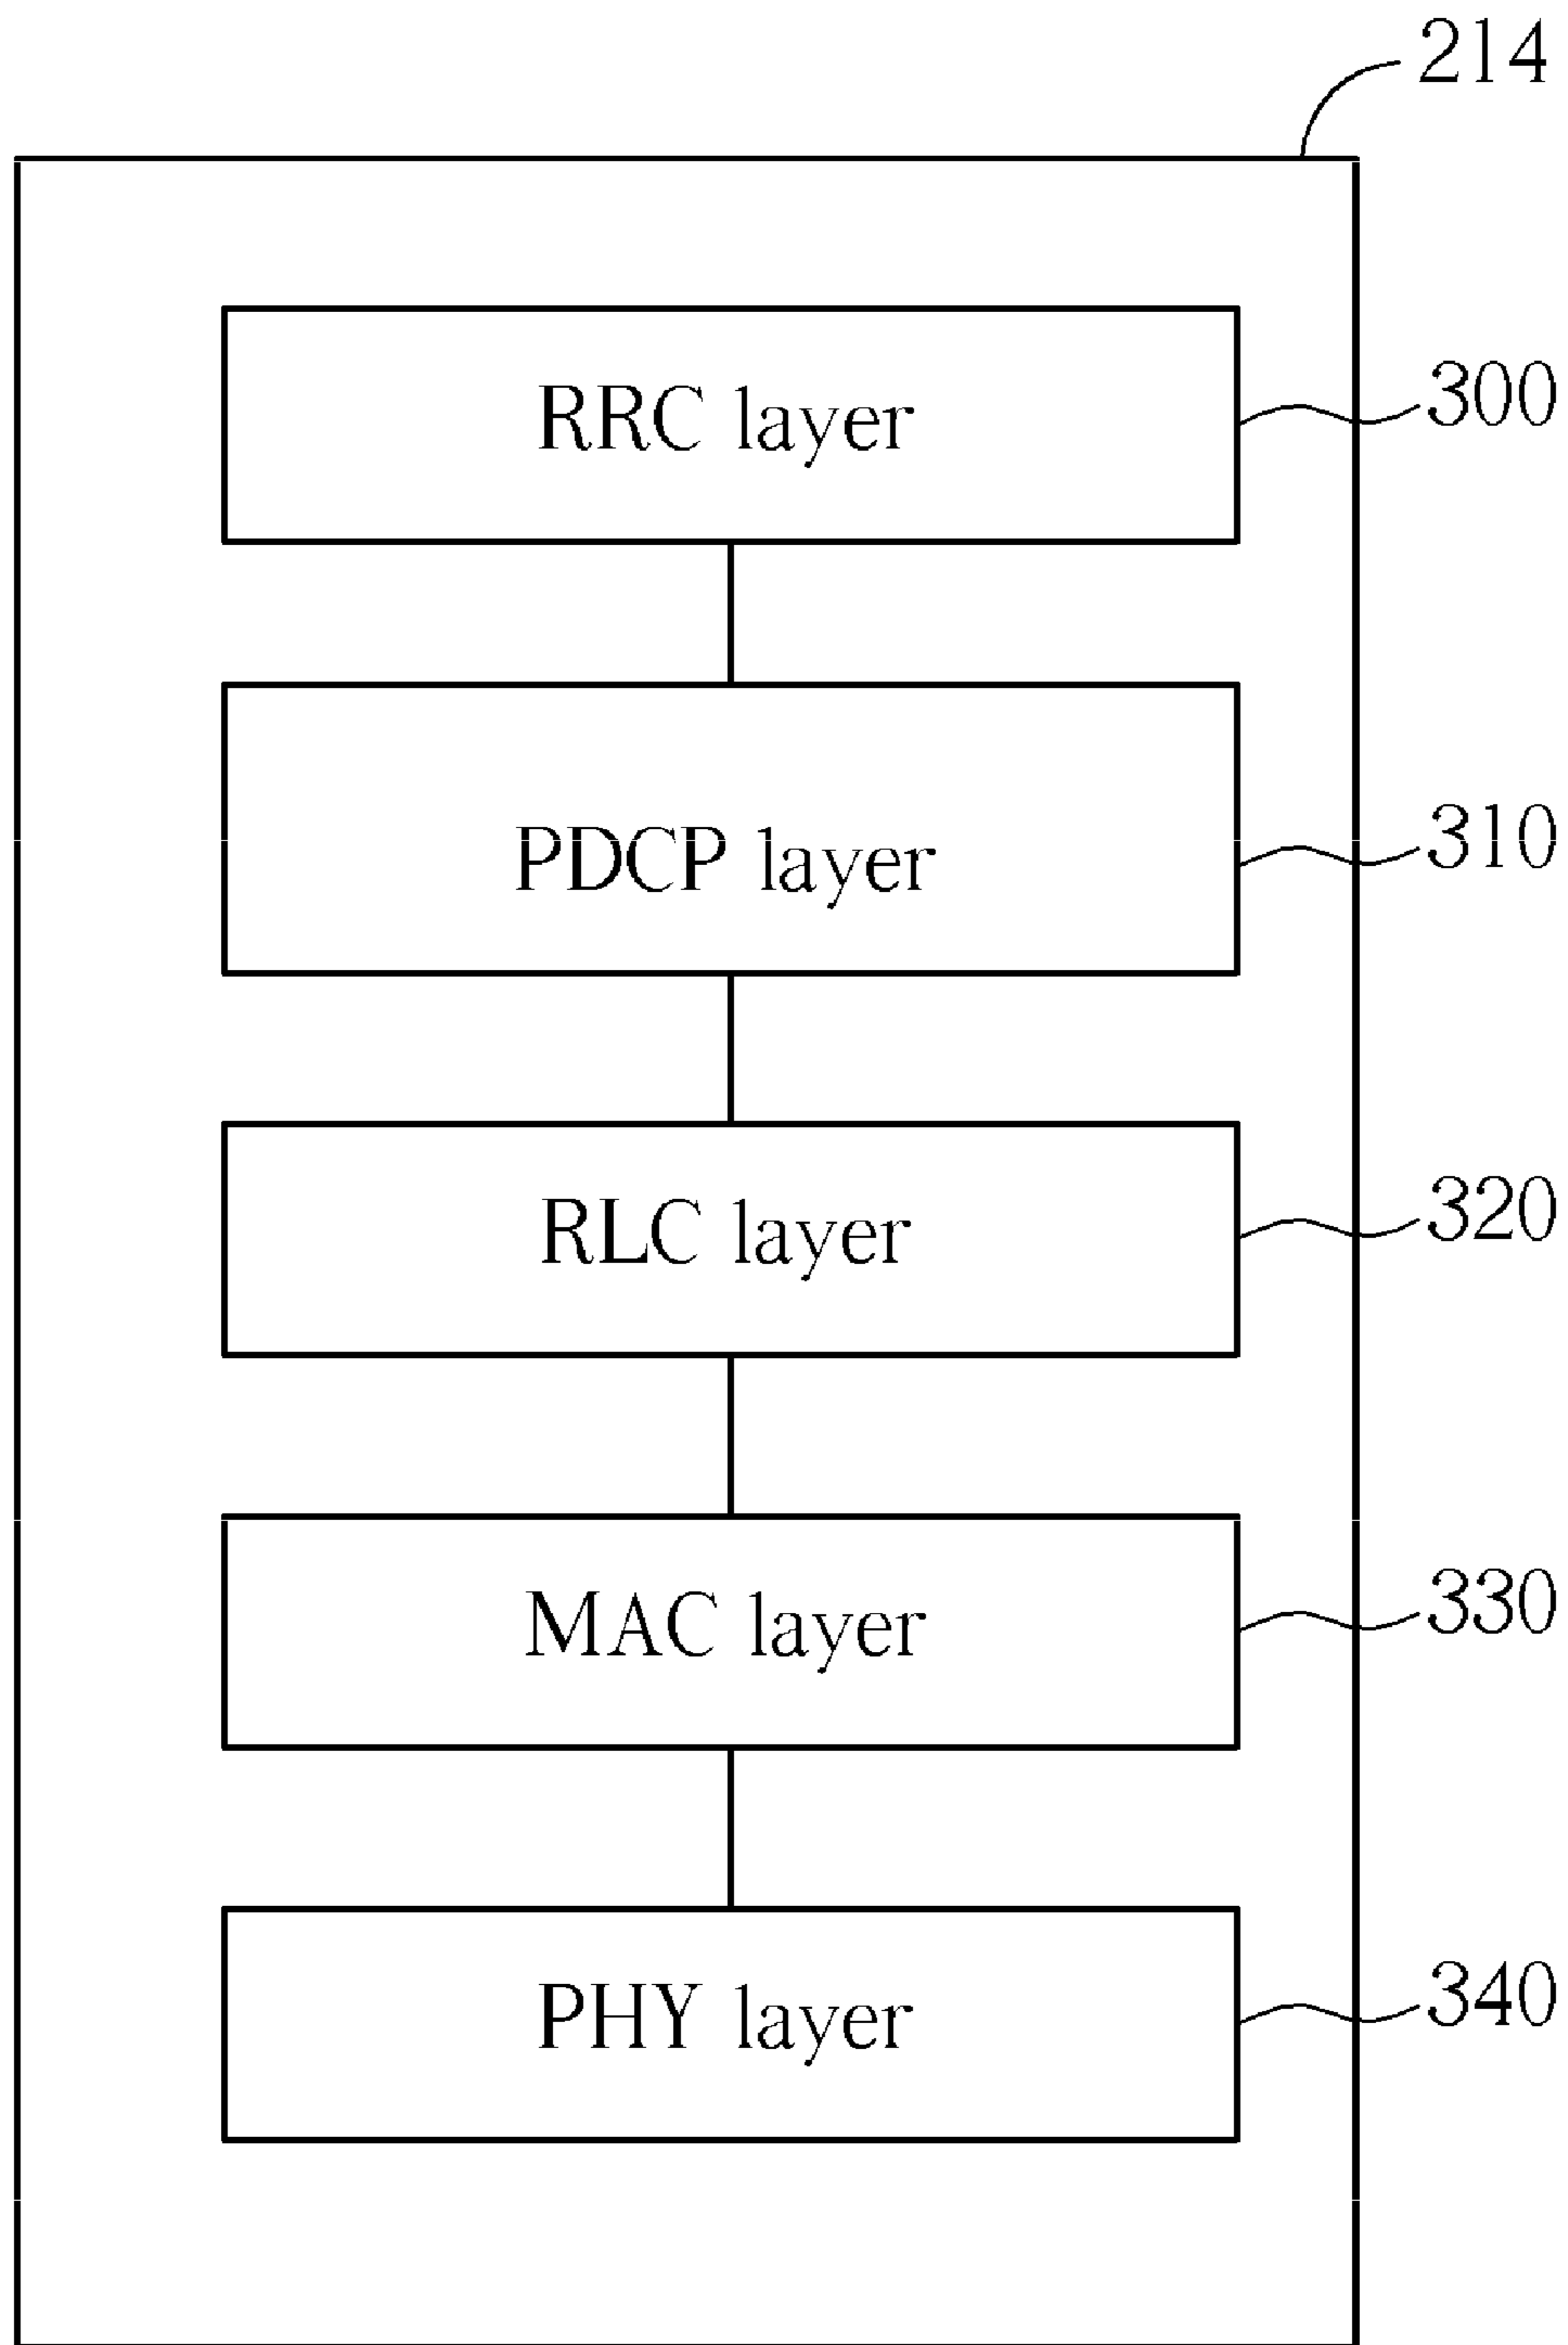 214
RRC layer
300
PDCP layer
310
RLC layer
320
MAC layer
330
PHY layer
340